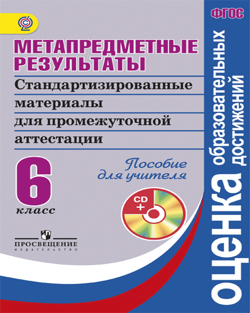 ФГОС
МЕТАПРЕДМЕТНЫЕ
РЕЗУЛЬТАТЫ
Стандартизированные
материалы
для промежуточной
аттестации
6
класс
Пособие
для учителя
CD
+
ПРОСВЕЩЕНИЕ
ИЗДАТЕЛЬСТВО
оценка
образовательных
достижений